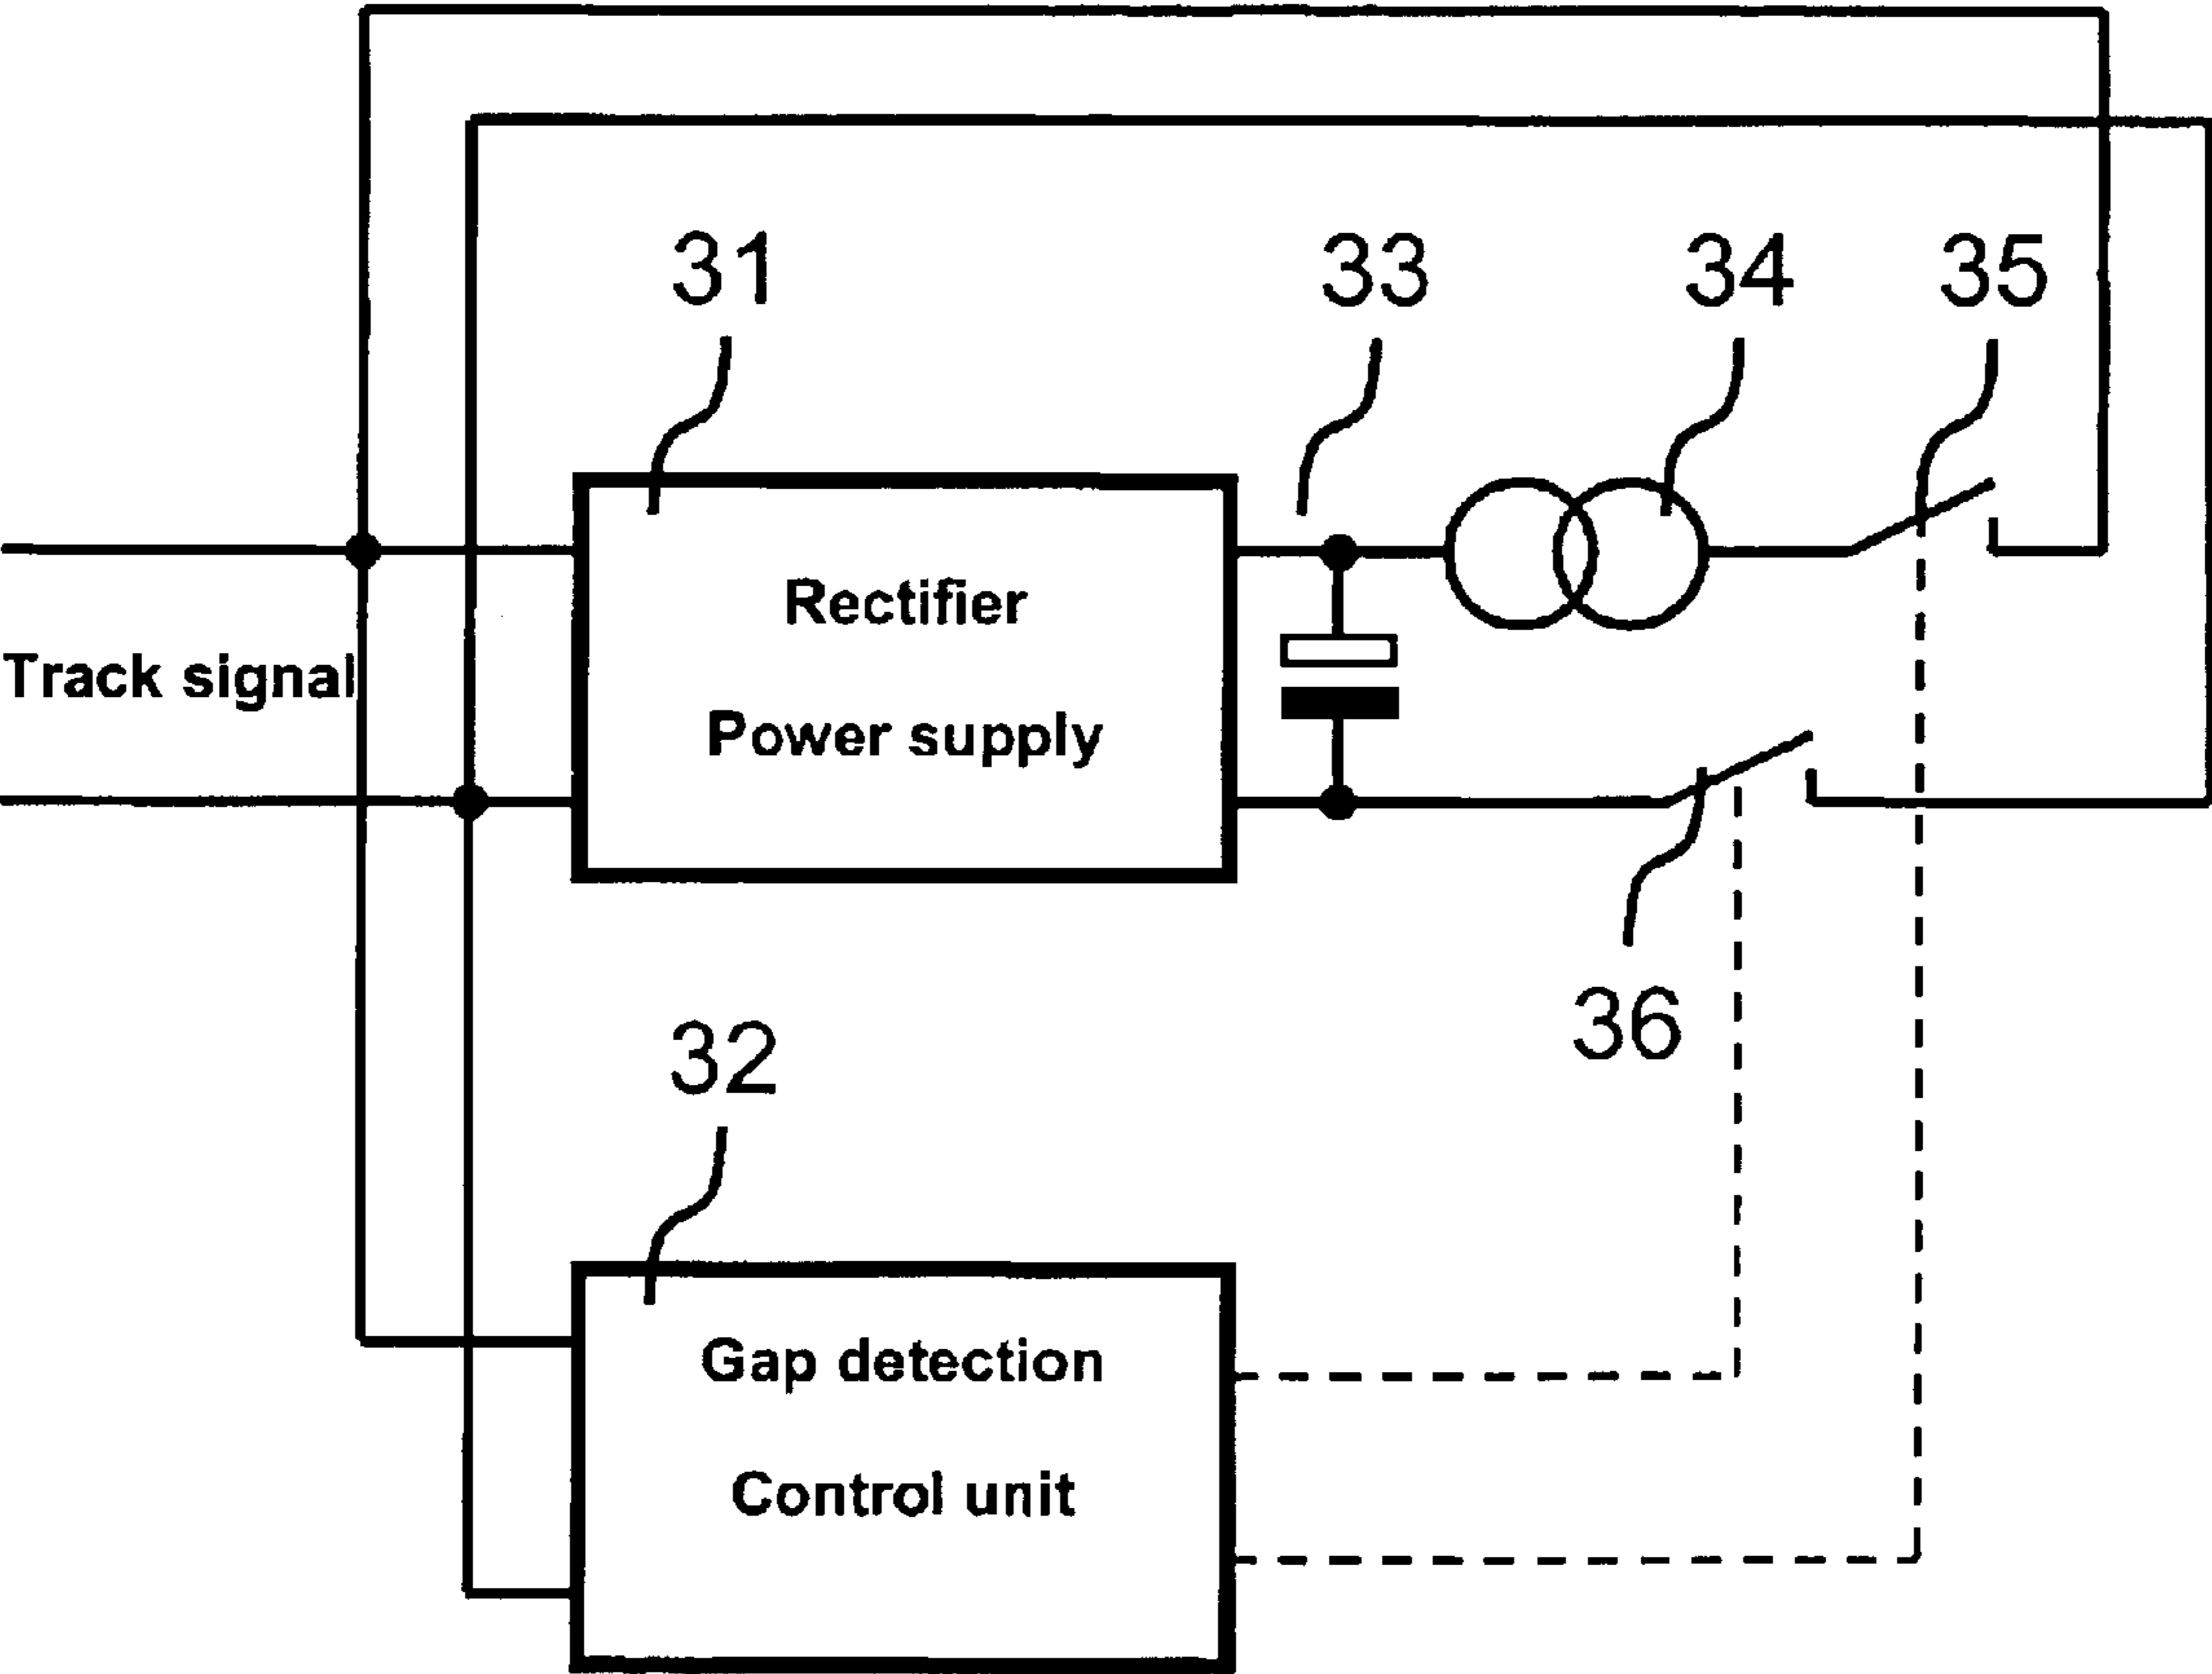 31
33
34
35
Rectifier
Track signal
Power supply
36
32
Gap detection
Control unit